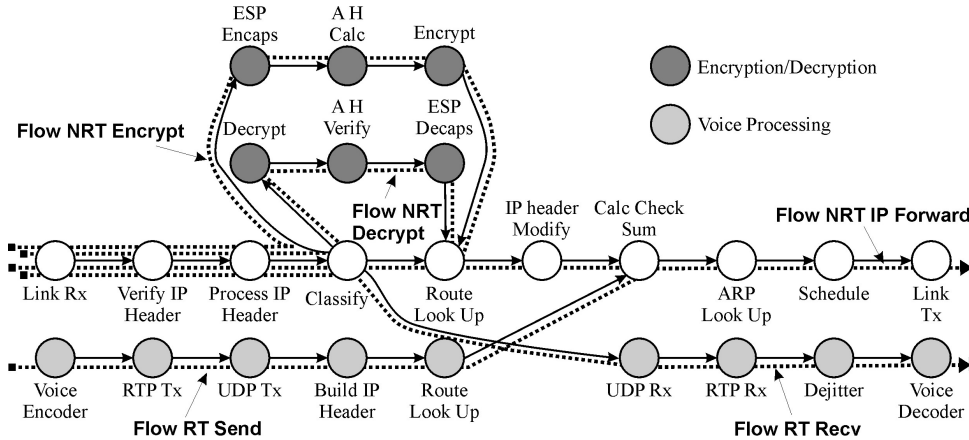 ESP
Encaps
A H
Calc
Encrypt
Encryption/Decryption
Flow NRT Encrypt
Decrypt
A H
Verify
ESP
Decaps
Voice Processing
Flow NRT
Decrypt
IP header
Modify
Calc Check
Sum
Flow NRT IP Forward
Link Rx
Verify IP
Header
Process IP
Header
Classify
Route
Look Up
ARP
Look Up
Schedule
Link
Tx
Voice
Encoder
RTP Tx
UDP Tx
Build IP
Header
Route
Look Up
UDP Rx
RTP Rx
Dejitter
Voice
Decoder
Flow RT Send
Flow RT Recv